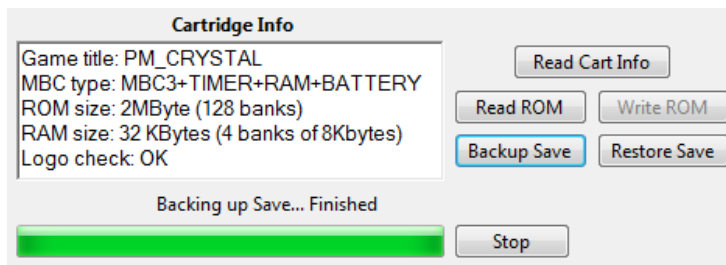 Cartridge Info
Game title: PM_CRYSTAL
MBC type: MBC3+TIMER+RAM+BATTERY
ROM size: 2MByte (128 banks)
RAM size: 32 KBytes (4 banks of 8Kbytes)
Logo check: OK
Read Cart Info
Read ROM
Write ROM
Backup Save
Restore Save
Backing up Save... Finished
Stop